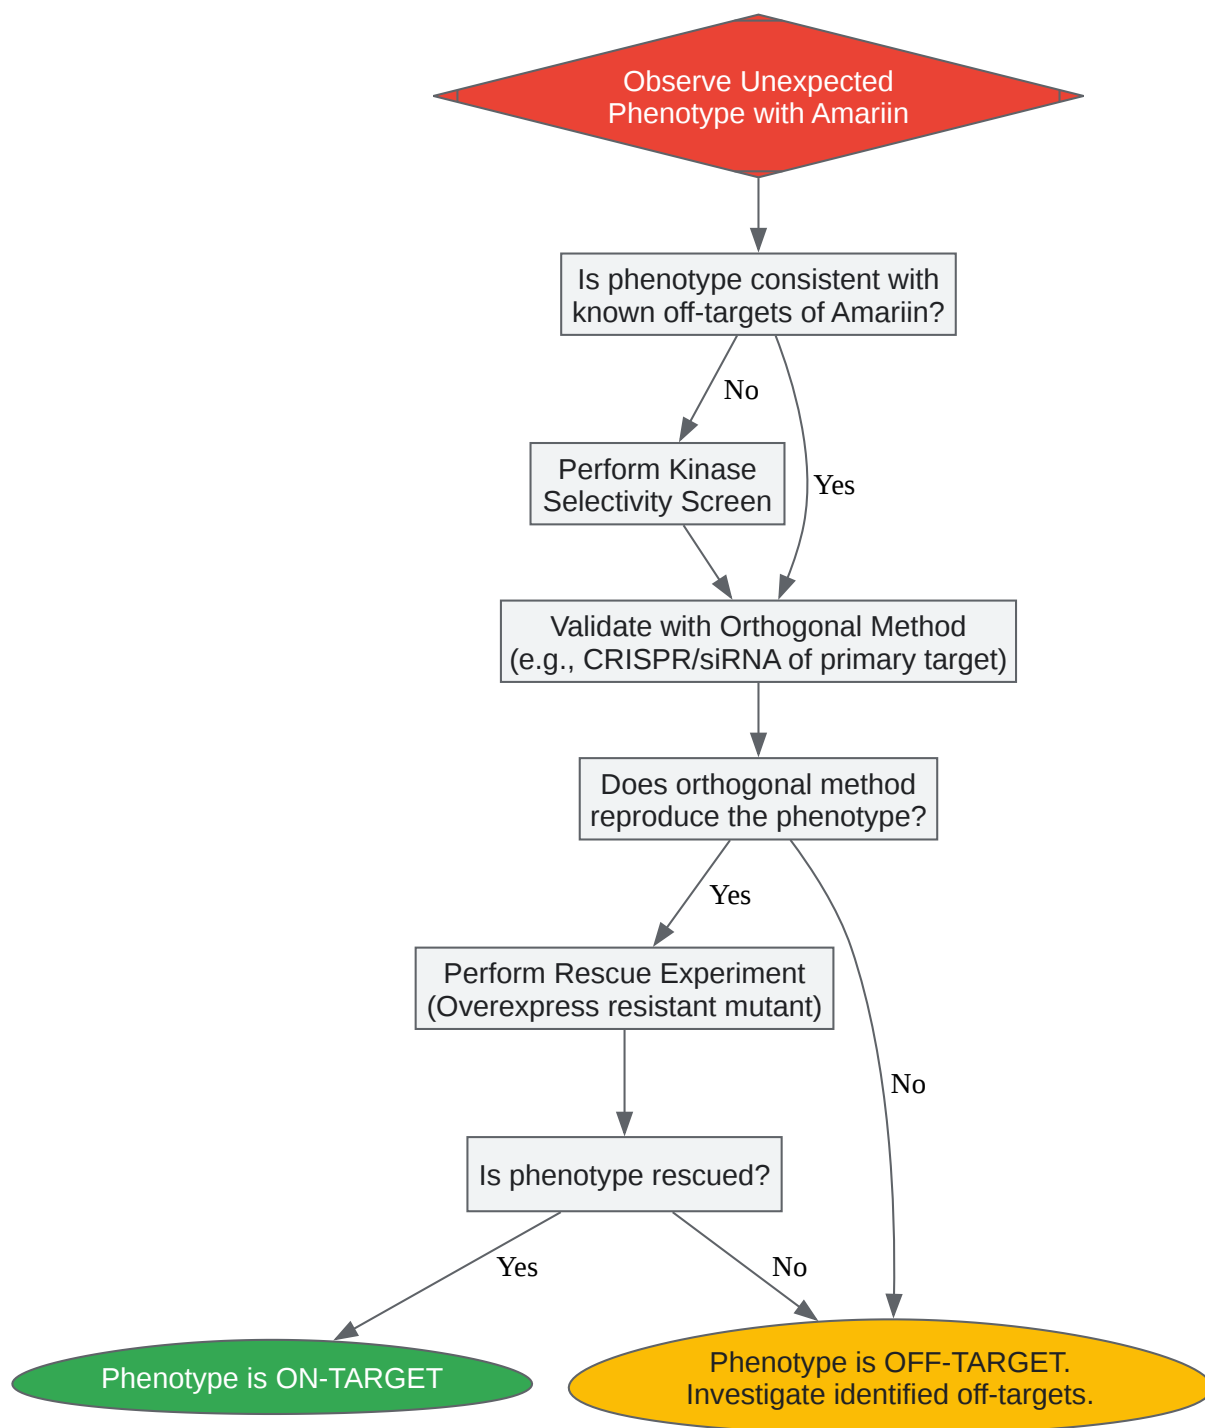 Observe Unexpected
Phenotype with Amariin
Is phenotype consistent with
known off-targets of Amariin?
No
Yes
Perform Kinase
Selectivity Screen
Validate with Orthogonal Method
(e.g., CRISPR/siRNA of primary target)
Does orthogonal method
reproduce the phenotype?
Yes
No
Perform Rescue Experiment
(Overexpress resistant mutant)
Is phenotype rescued?
Yes
No
Phenotype is ON-TARGET
Phenotype is OFF-TARGET.
Investigate identified off-targets.